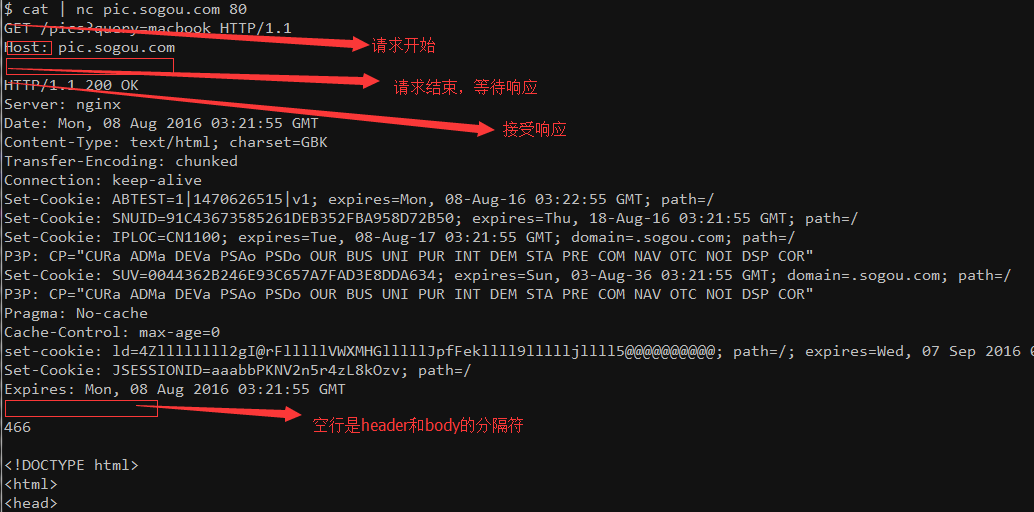 $ cat | nc pic.sogou.com 80
GET /pics?query=macbook HTTP/1.1
Host: pic.sogou.com
请求开始
请求结束，等待响应
HTTP/1.1 200 OK
Server: nginx
Date: Mon, 08 Aug 2016 03:21:55 GMT
接受响应
Content-Type: text/html; charset=GBK
Transfer-Encoding: chunked
Connection: keep-alive
Set-Cookie: ABTEST=1|1470626515|v1; expires=Mon, 08-Aug-16 03:22:55 GMT; path=/
Set-Cookie: SNUID=91C43673585261DEB352FBA958D72B50; expires=Thu, 18-Aug-16 03:21:55 GMT; path=/
Set-Cookie: IPLOC=CN1100; expires=Tue, 08-Aug-17 03:21:55 GMT; domain=.sogou.com; path=/
P3P: CP="CURa ADMa DEVa PSAo PSDo OUR BUS UNI PUR INT DEM STA PRE COM NAV OTC NOI DSP COR"
Set-Cookie: SUV=0044362B246E93C657A7FAD3E8DDA634; expires=Sun, 03-Aug-36 03:21:55 GMT; domain=.sogou.com; path=/
P3P: CP="CURa ADMa DEVa PSAo PSDo OUR BUS UNI PUR INT DEM STA PRE COM NAV OTC NOI DSP COR"
Pragma: No-cache
Cache-Control: max-age=0
set-cookie: path=/; expires=Wed, 07 Sep 2016
Set-Cookie: JSESSIONID=aaabbPKNV2n5r4zL8kOzv; path=/
Expires: Mon, 08 Aug 2016 03:21:55 GMT
空行是header和body的分隔符
466
<!DOCTYPE html>
<html>
<head>